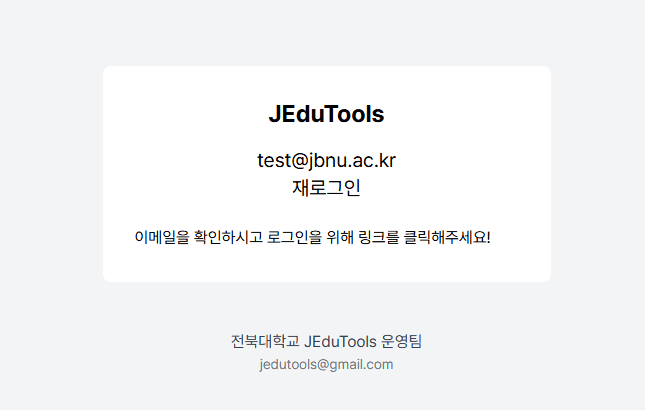 JEduTools
test@jbnu.ac.kr
재로그인
이메일을 확인하시고 로그인을 위해 링크를 클릭해주세요!
전북대학교 JEduTools 운영팀
jedutools@gmail.com